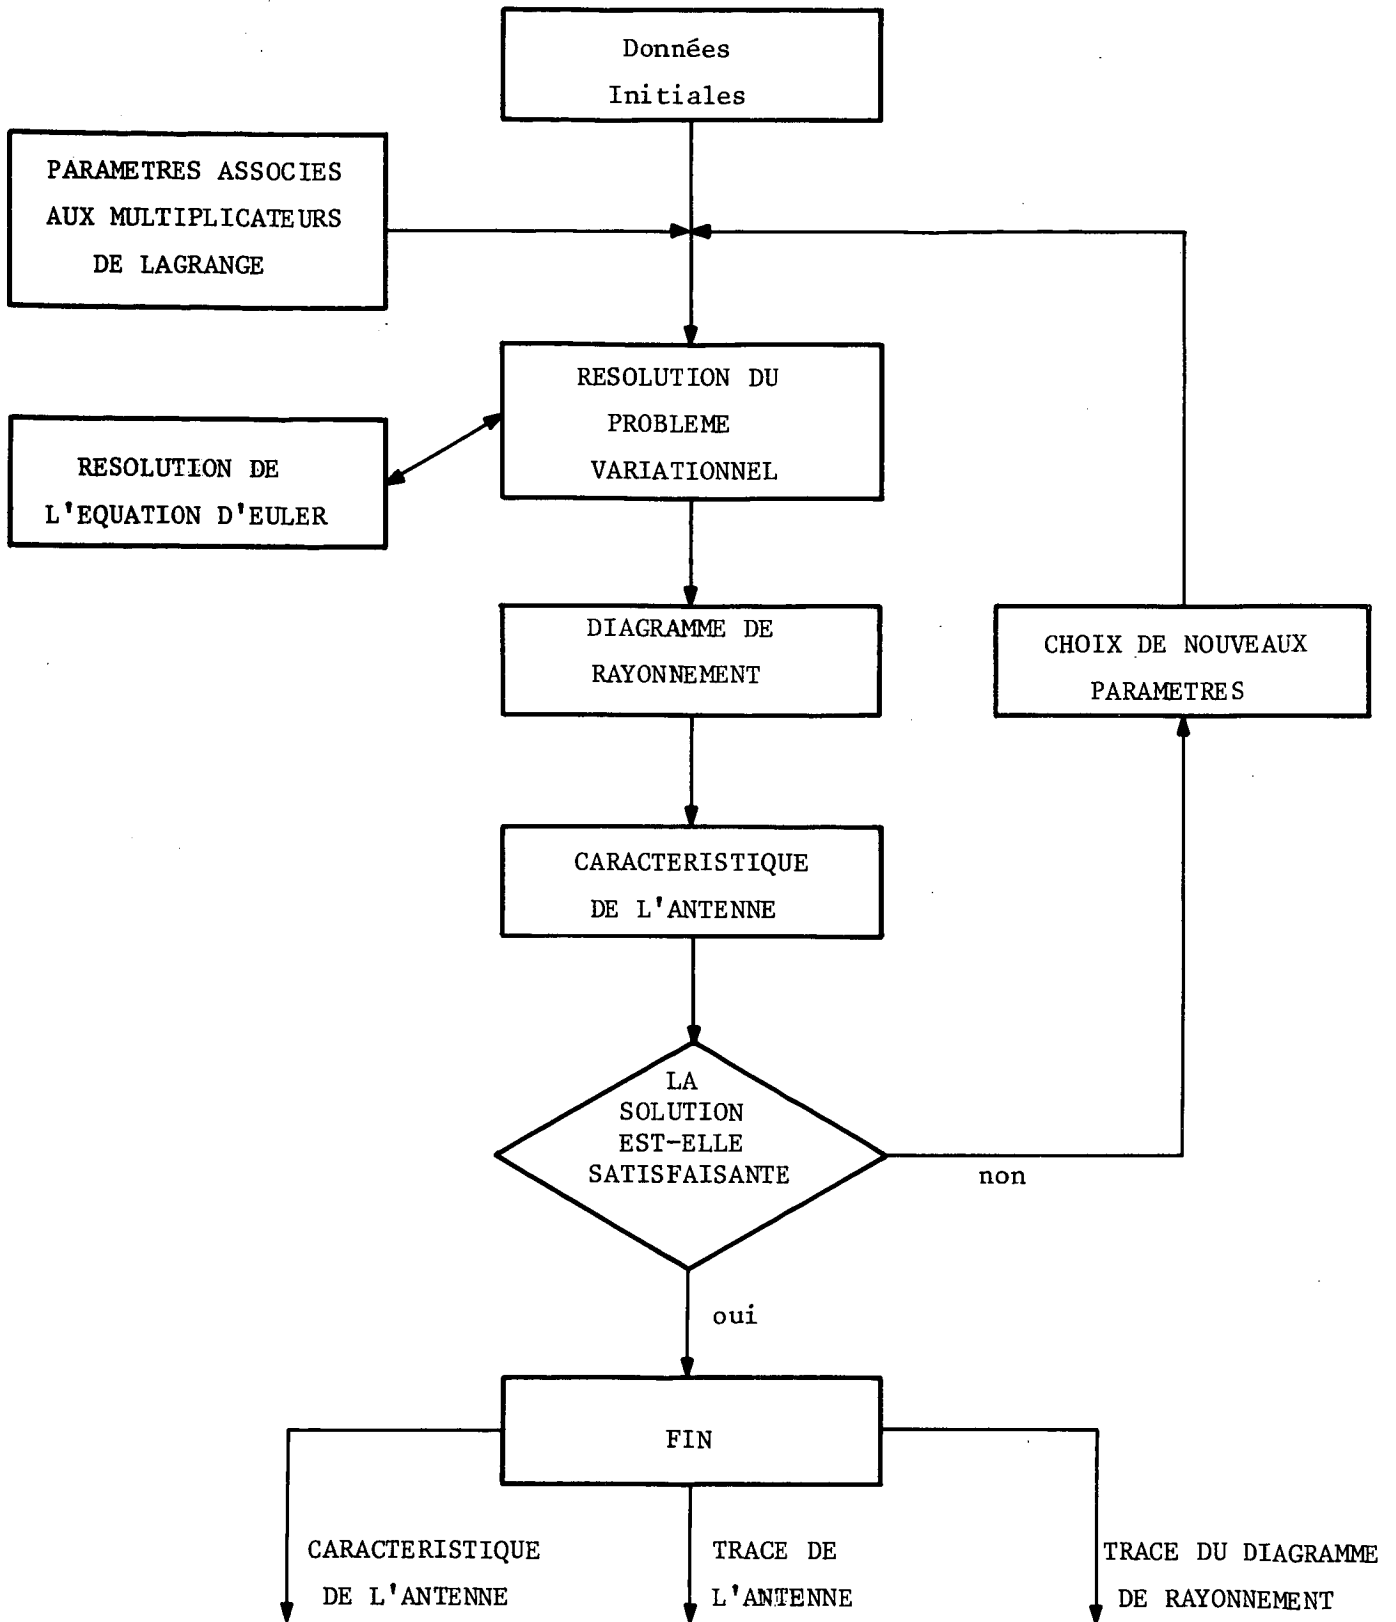 Données
Initiales
PARAMETRES ASSOCIES
AUX MULTIPLICATEURS
DE LAGRANGE
RESOLUTION DU
PROBLEME
VARIATIONNEL
RESOLUTION DE
L'EQUATION D'EULER
DIAGRAMME DE
RAYONNEMENT
CHOIX DE NOUVEAUX
PARAMETRES
CARACTERISTIQUE
DE L'ANTENNE
LA
SOLUTION
EST-ELLE
SATISFAISANTE
non
oui
FIN
CARACTERISTIQUE
DE L'ANTENNE
TRACE DE
L'ANTENNE
TRACE DU DIAGRAMME
DE RAYONNEMENT